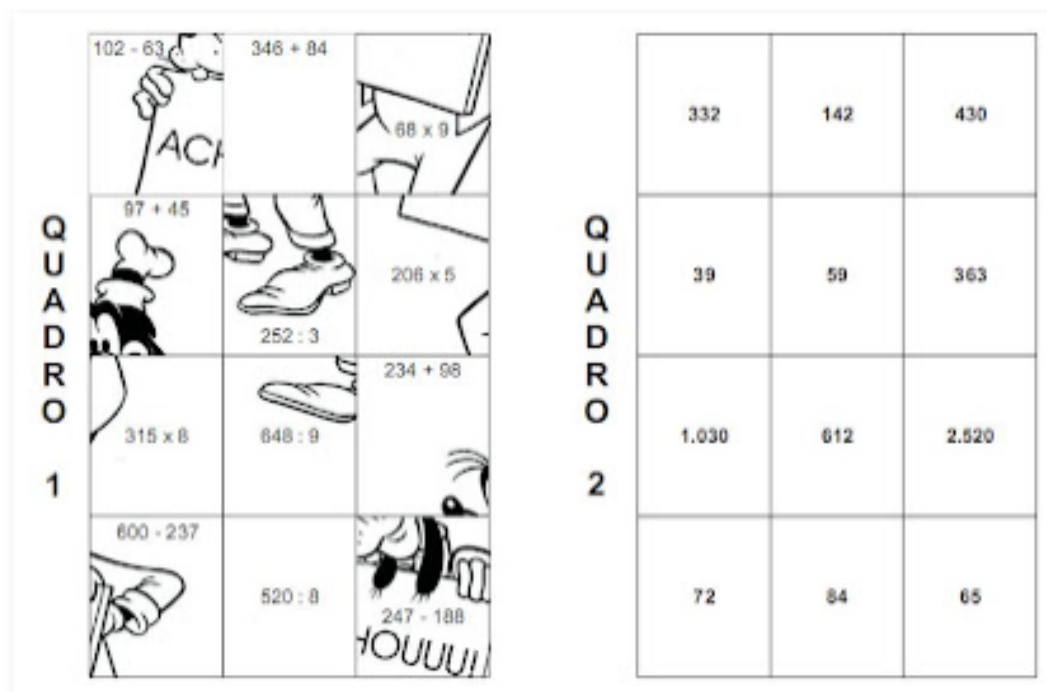 QUADRO 1
102 - 63
346 + 84
68 x 9
ACH
97 + 45
252 : 3
206 x 5
315 x 8
648 : 9
234 + 98
600 - 237
520 : 8
247 - 188
HOUUU!!
QUADRO 2
332
142
430
39
59
363
1.030
612
2.520
72
84
65